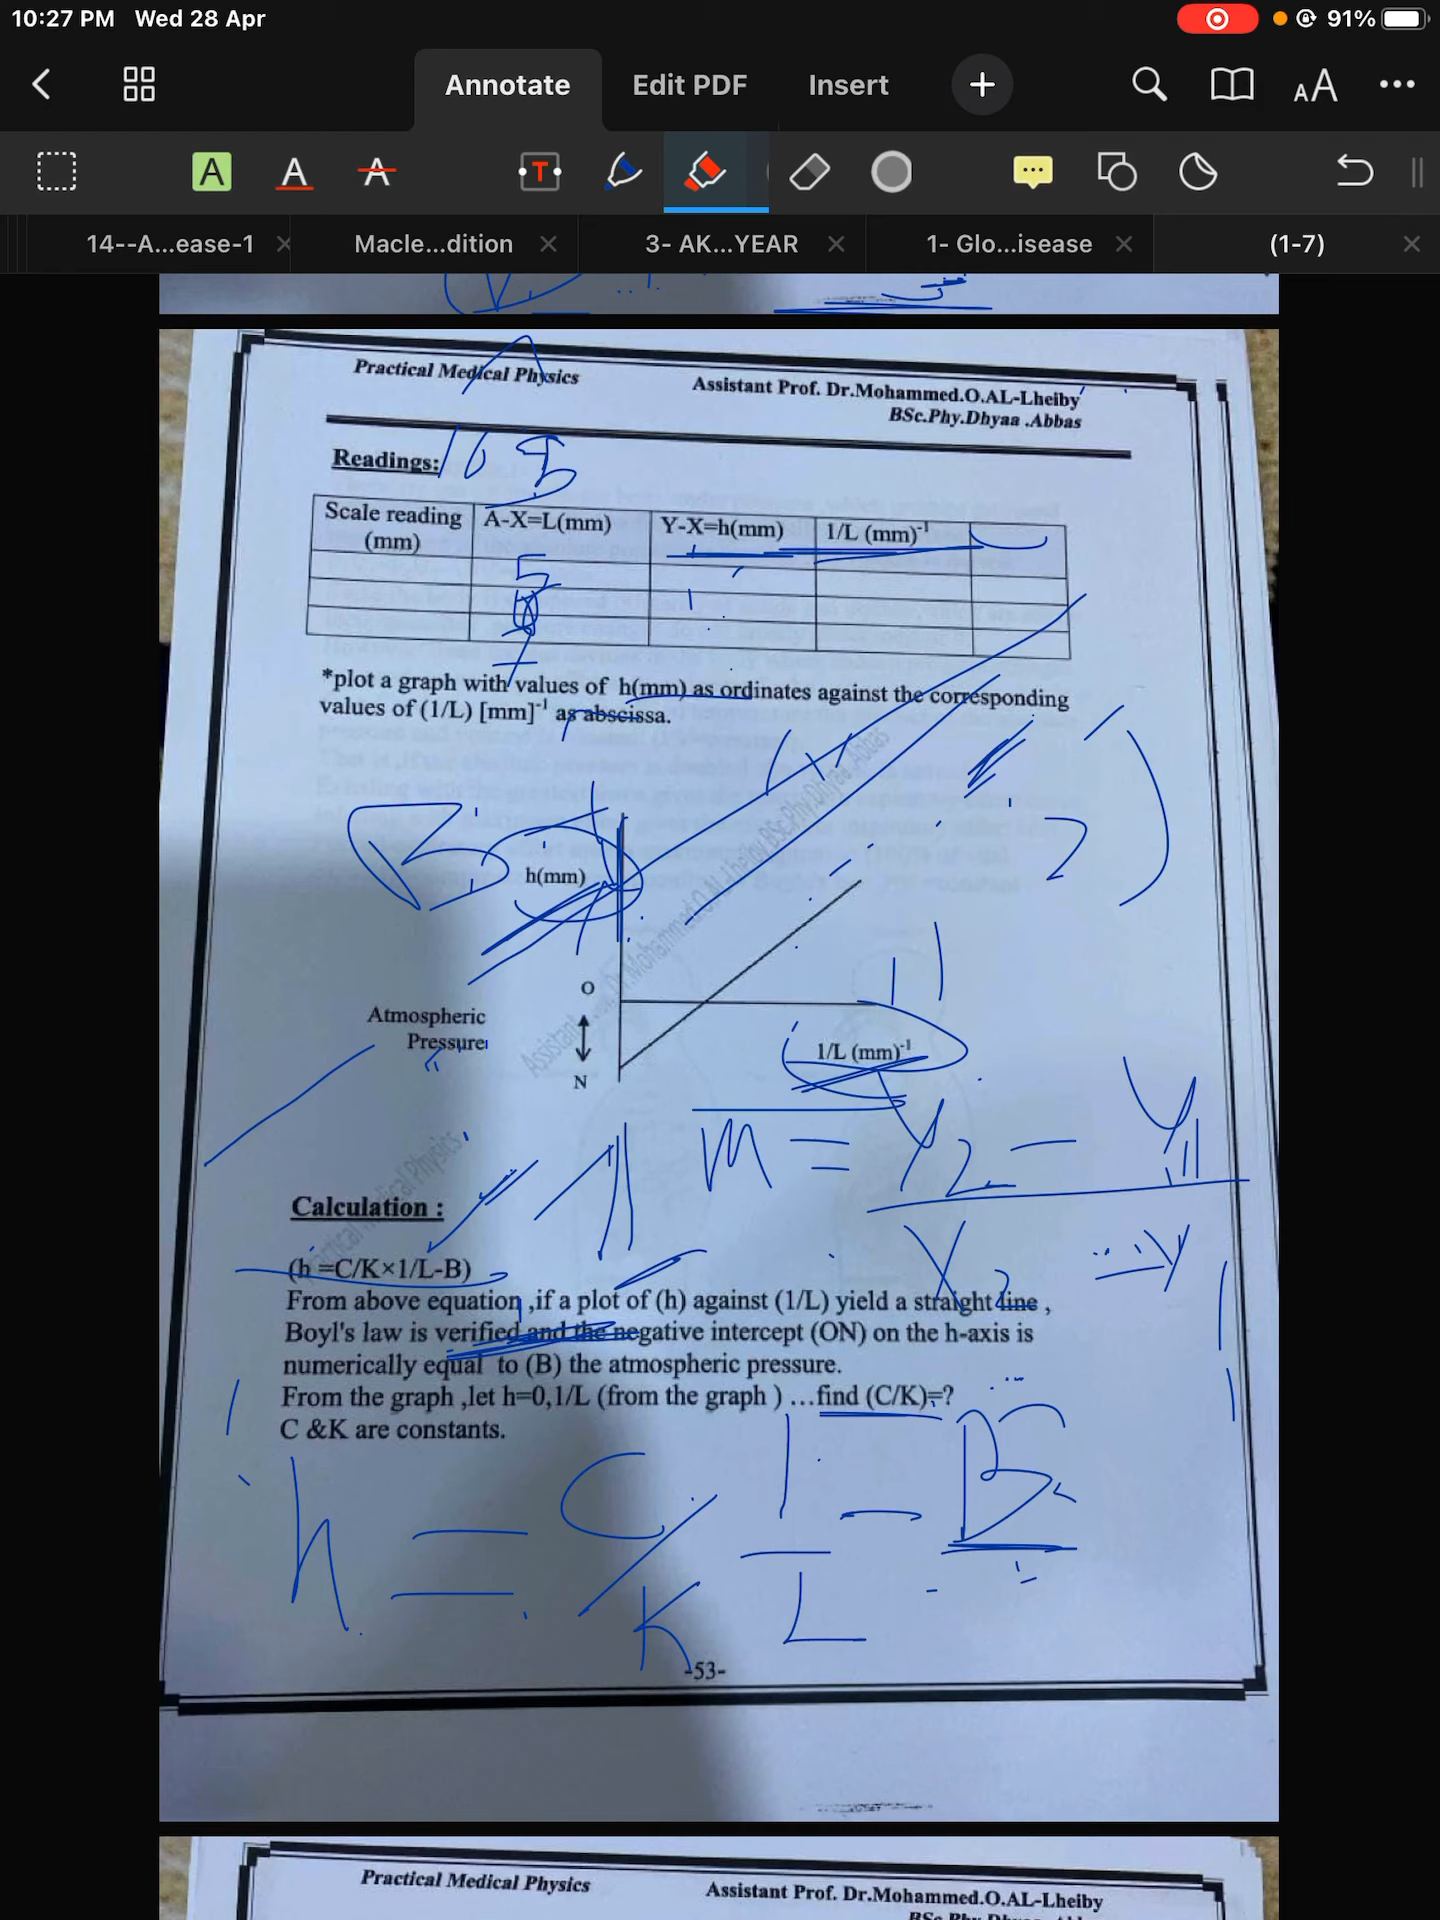 10:27 PM Wed 28 Apr
91%
Annotate
Edit PDF
Insert
14--A...ease-1
Macle...dition
3- AK...YEAR
1- Glo...isease
(1-7)
Practical Medical Physics
Assistant Prof. Dr.Mohammed.O.AL-Lheiby
BSc.Phy.Dhyaa .Abbas
Readings:
Scale reading (mm)
A-X=L(mm)
Y-X=h(mm)
1/L (mm)⁻¹
5
*plot a graph with values of h(mm) as ordinates against the corresponding
values of (1/L) [mm]⁻¹ as abscissa.
h(mm)
O
Atmospheric
Pressure
N
1/L (mm)⁻¹
m = Y2 - Y1
X2
Calculation :
(h =C/K×1/L-B)
From above equation ,if a plot of (h) against (1/L) yield a straight line ,
Boyl's law is verified and the negative intercept (ON) on the h-axis is
numerically equal to (B) the atmospheric pressure.
From the graph ,let h=0,1/L (from the graph ) ...find (C/K)=?
C &K are constants.
h = C/K 1/L - B
-53-
Practical Medical Physics
Assistant Prof. Dr.Mohammed.O.AL-Lheiby